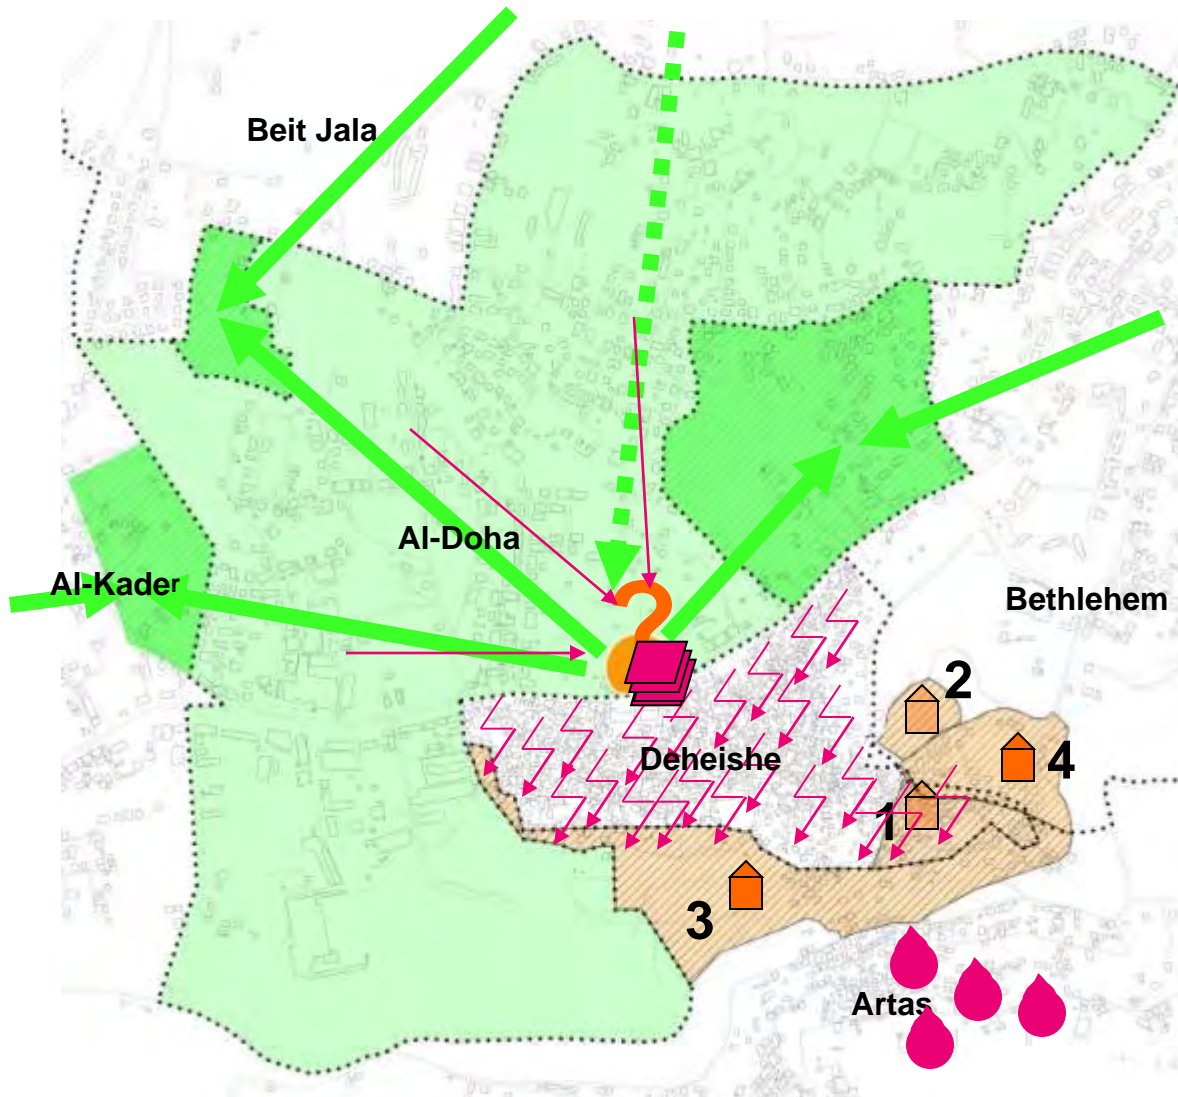 Beit Jala
Al-Doha
?
Al-Kader
Bethlehem
2
Deheishe
4
1
3
Artas